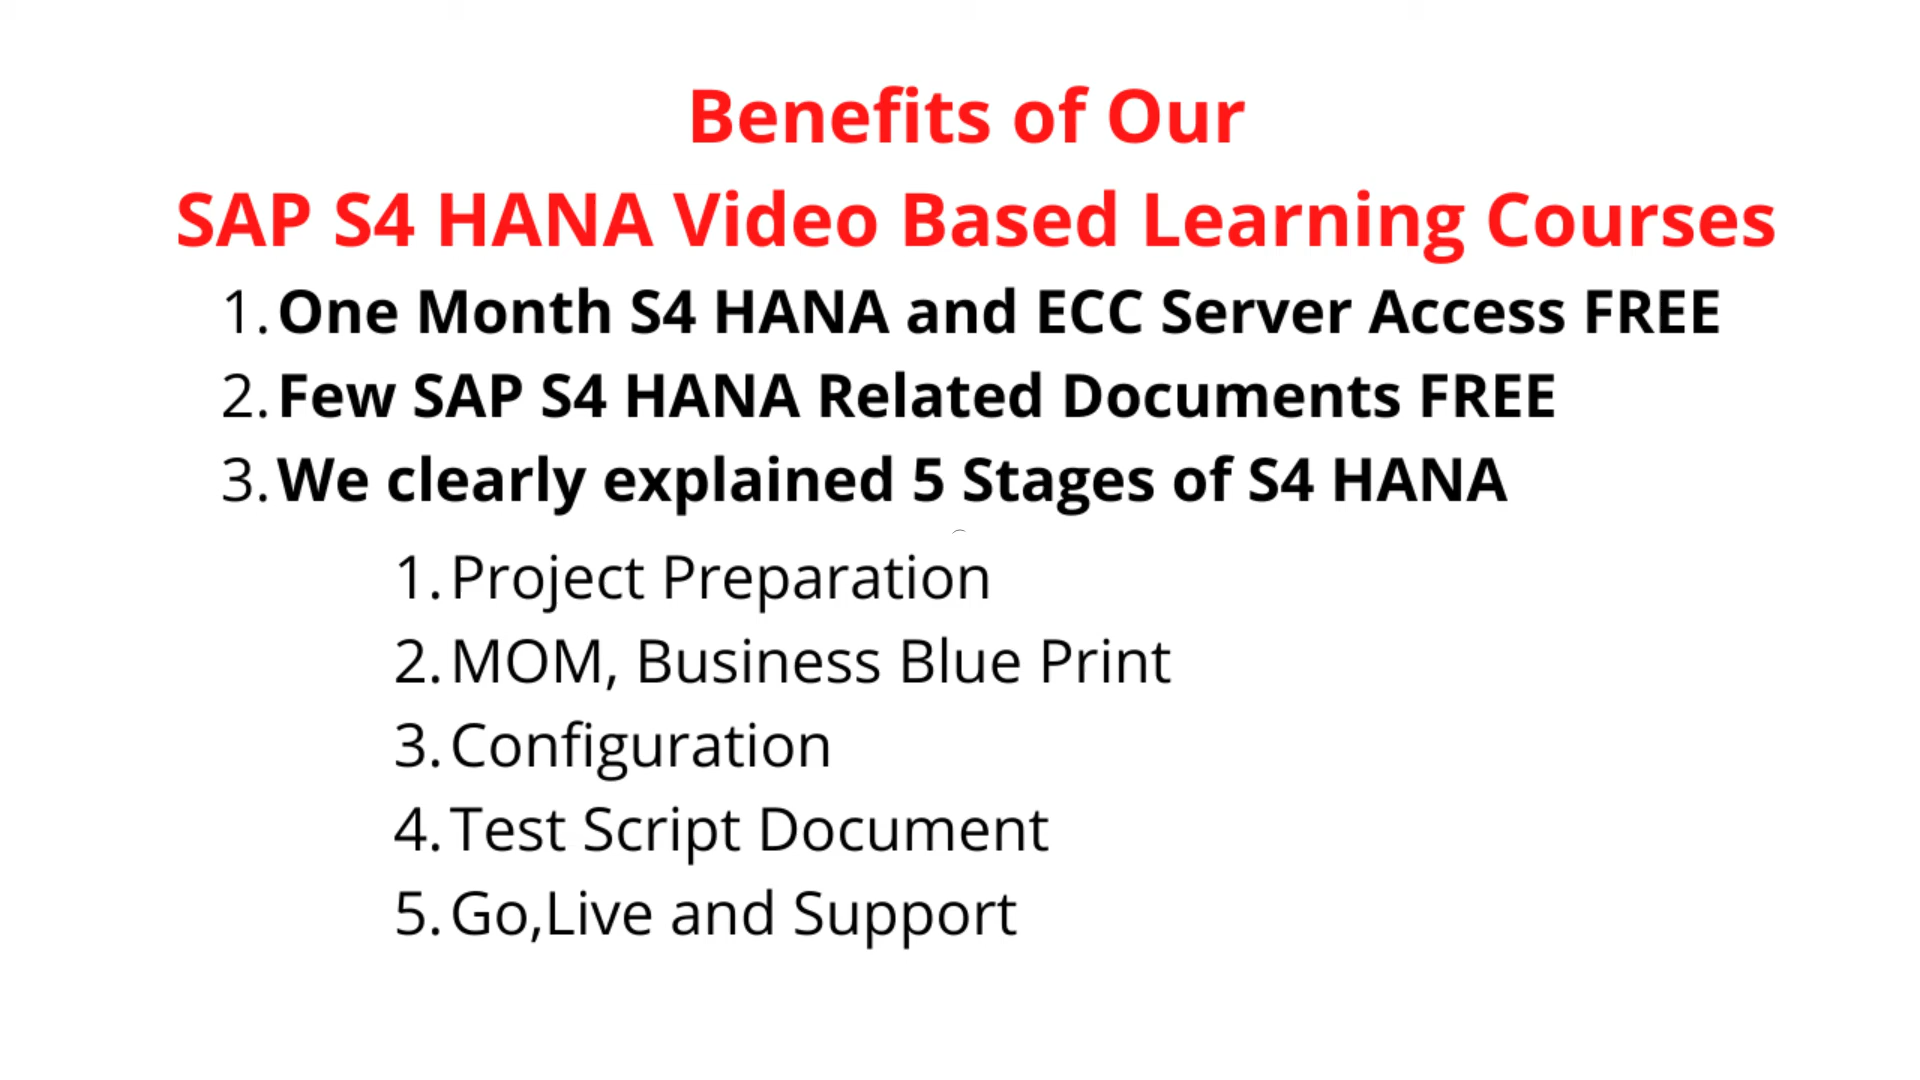 Benefits of Our
SAP S4 HANA Video Based Learning Courses
1. One Month S4 HANA and ECC Server Access FREE
2. Few SAP S4 HANA Related Documents FREE
3. We clearly explained 5 Stages of S4 HANA
1. Project Preparation
2. MOM, Business Blue Print
3. Configuration
4. Test Script Document
5. Go,Live and Support